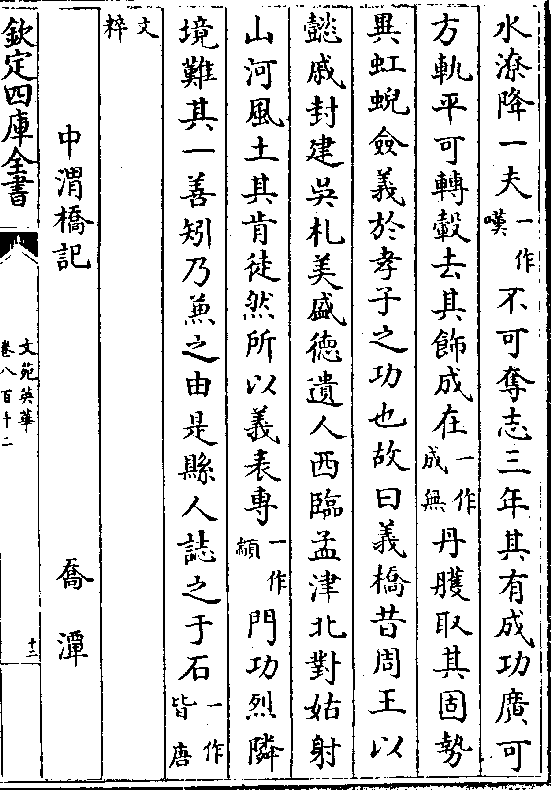 水潦降一夫一作嘆不可奪志三年其有成功廣可
方軌平可轉轂去其飾成在一作成無丹雘取其固勢
異虹蜺僉義於孝子之功也故曰義橋昔周王以
懿戚封建吳札美盛德遺人西臨孟津北對姑射
山河風土其肯徒然所以義表專一作顓門功烈隣
境難其一善矧乃兼之由是縣人誌之于石一作皆唐
文粹
中渭橋記 喬潭
欽定四庫全書
文苑英華
卷八百十二
十二